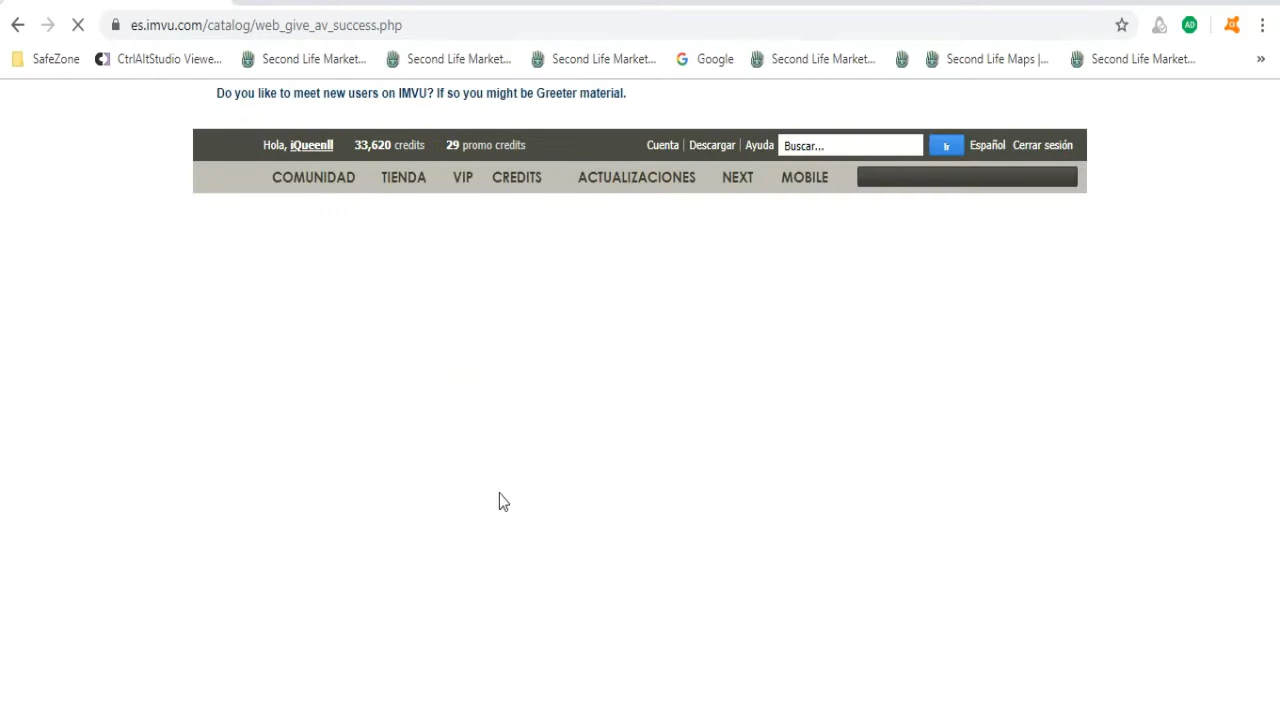 es.imvu.com/catalog/web_give_av_success.php
SafeZone CtrlAltStudio Viewe... Second Life Market... Second Life Market... Second Life Market... Google Second Life Market... Second Life Maps |... Second Life Market... »
Do you like to meet new users on IMVU? If so you might be Greeter material.
Hola, iQueenll 33,620 credits 29 promo credits Cuenta | Descargar | Ayuda Buscar... Ir Español Cerrar sesión
COMUNIDAD TIENDA VIP CREDITS ACTUALIZACIONES NEXT MOBILE